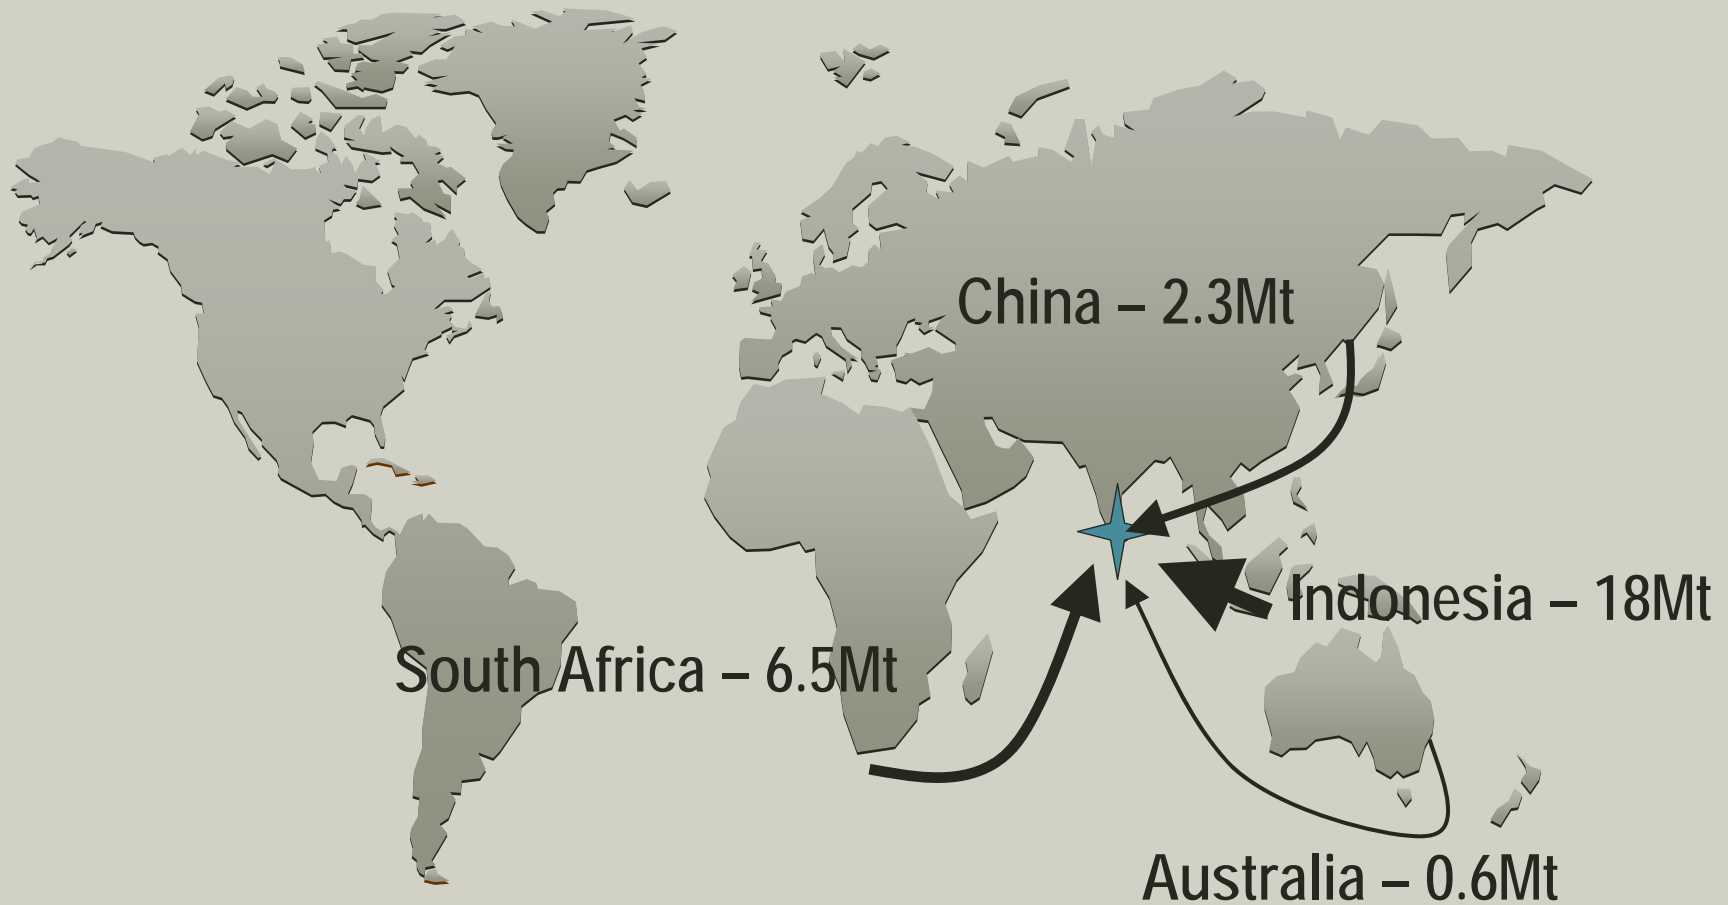 China – 2.3Mt
Indonesia – 18Mt
South Africa – 6.5Mt
Australia – 0.6Mt